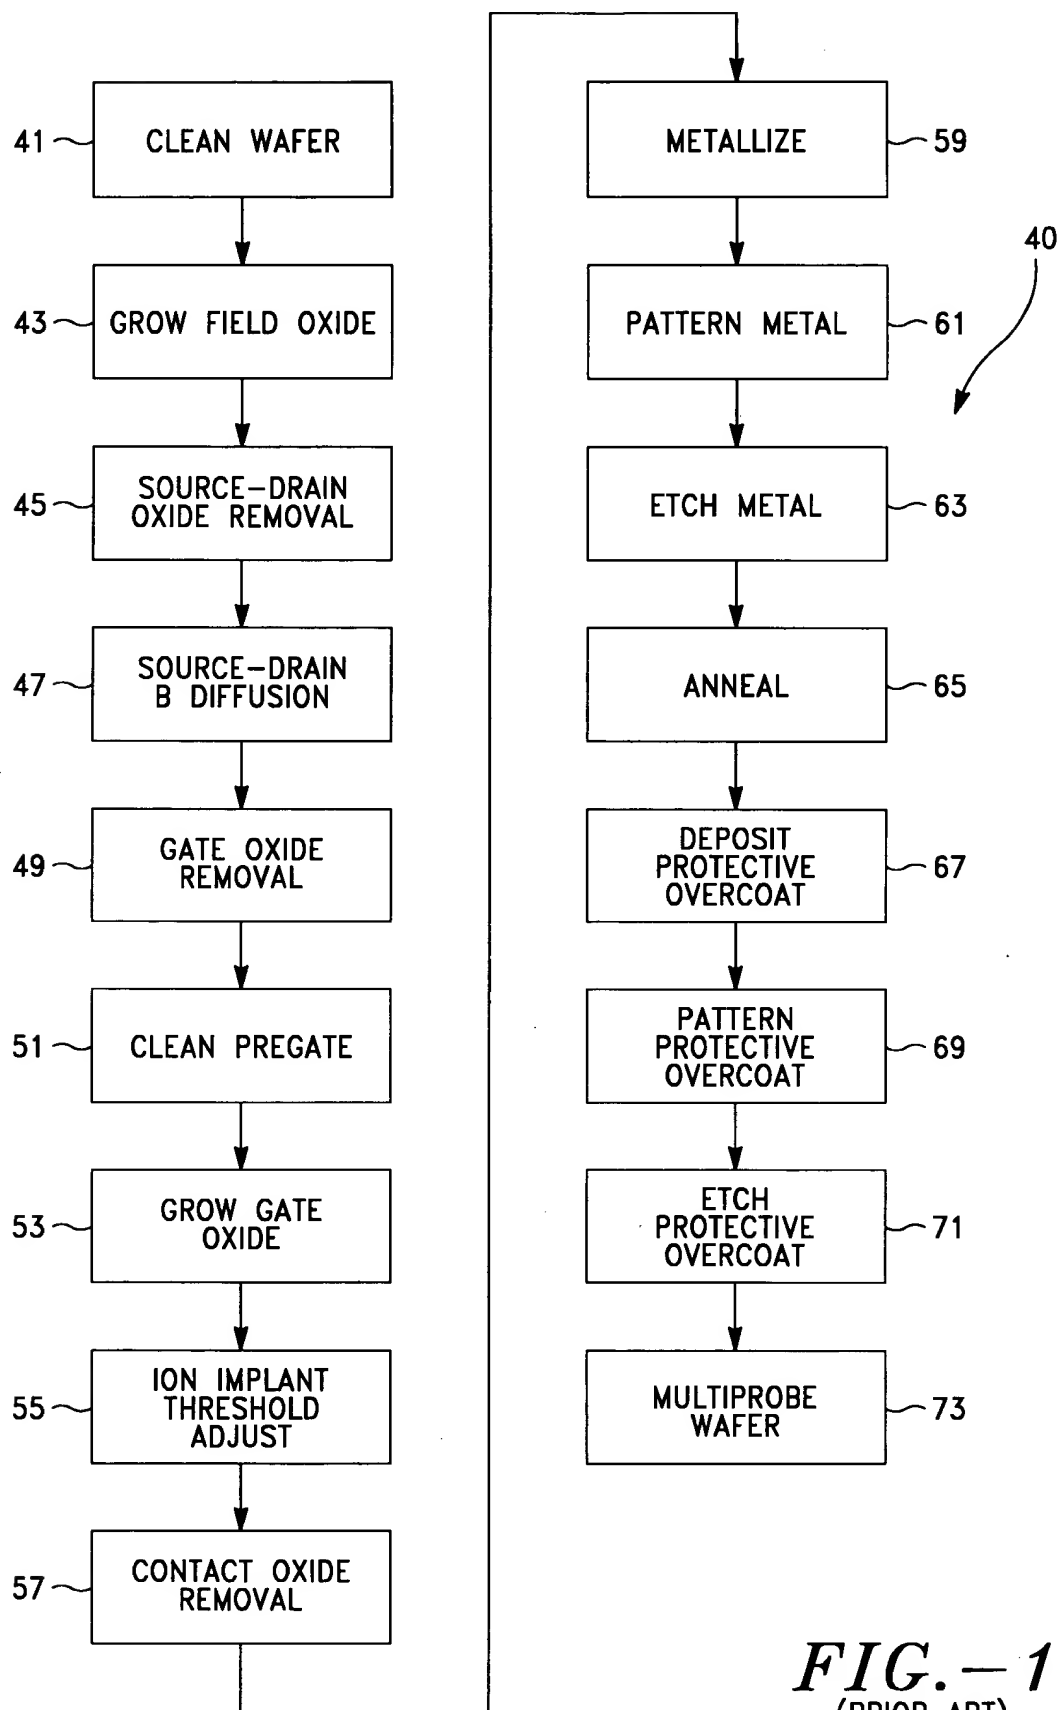 41
CLEAN WAFER
43
GROW FIELD OXIDE
45
SOURCE-DRAIN
OXIDE REMOVAL
47
SOURCE-DRAIN
B DIFFUSION
49
GATE OXIDE
REMOVAL
51
CLEAN PREGATE
53
GROW GATE
OXIDE
55
ION IMPLANT
THRESHOLD
ADJUST
57
CONTACT OXIDE
REMOVAL
METALLIZE
59
40
PATTERN METAL
61
ETCH METAL
63
ANNEAL
65
DEPOSIT
PROTECTIVE
OVERCOAT
67
PATTERN
PROTECTIVE
OVERCOAT
69
ETCH
PROTECTIVE
OVERCOAT
71
MULTIPROBE
WAFER
73
FIG.-1
(PRIOR ART)